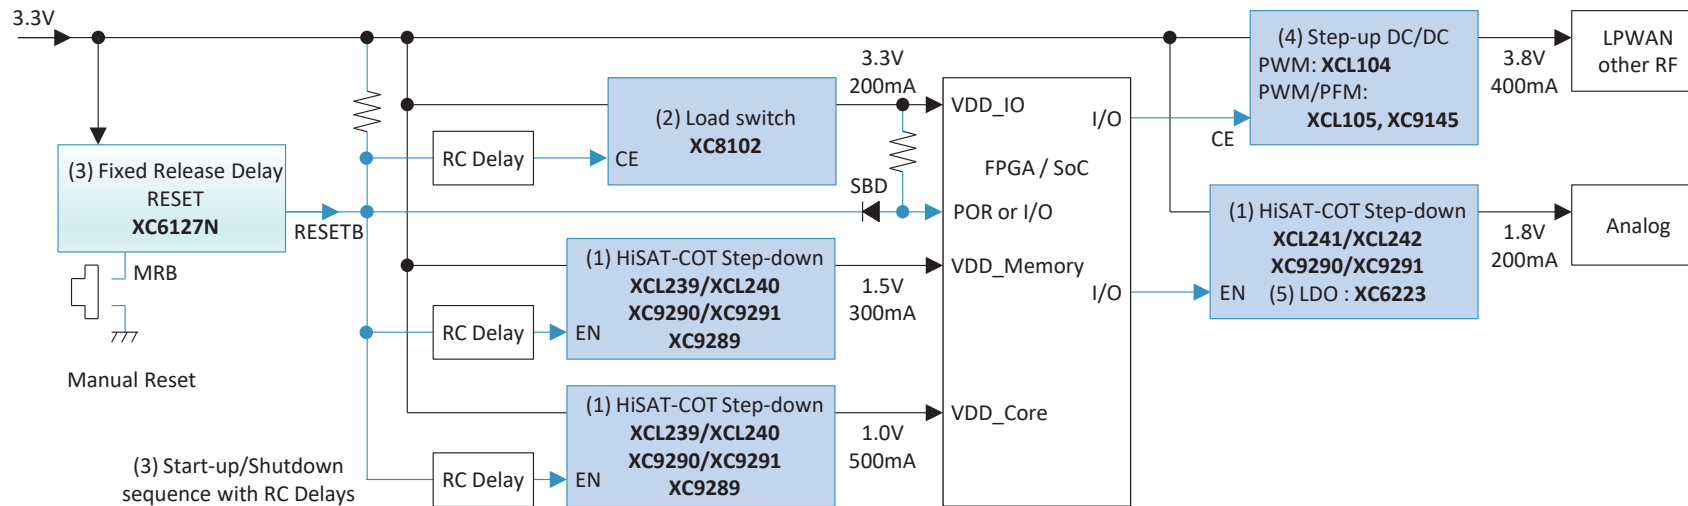 3.3V
(3) Fixed Release Delay
RESET
XC6127N
RESETB
MRB
Manual Reset
(3) Start-up/Shutdown
sequence with RC Delays
RC Delay
(2) Load switch
XC8102
CE
3.3V
200mA
SBD
RC Delay
(1) HiSAT-COT Step-down
XCL239/XCL240
XC9290/XC9291
XC9289
EN
1.5V
300mA
RC Delay
(1) HiSAT-COT Step-down
XCL239/XCL240
XC9290/XC9291
XC9289
EN
1.0V
500mA
VDD_IO
I/O
FPGA / SoC
POR or I/O
VDD_Memory
I/O
VDD_Core
(4) Step-up DC/DC
PWM: XCL104
PWM/PFM:
XCL105, XC9145
CE
3.8V
400mA
LPWAN
other RF
(1) HiSAT-COT Step-down
XCL241/XCL242
XC9290/XC9291
EN
(5) LDO : XC6223
1.8V
200mA
Analog